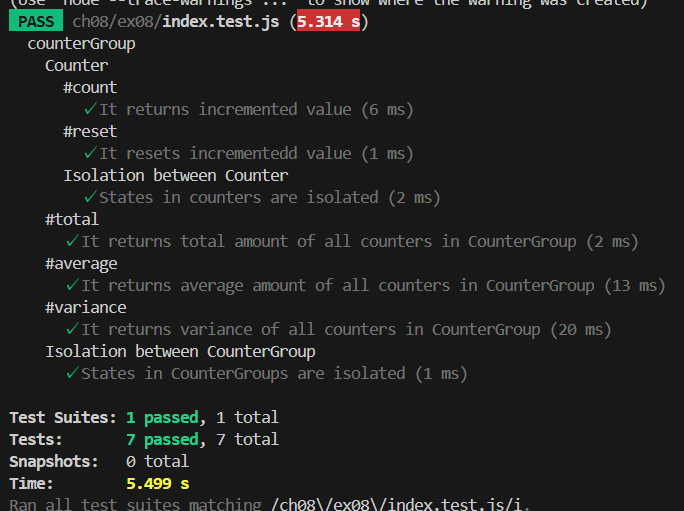 (Use `node --trace-warnings ...` to show where the warning was created)
PASS ch08/ex08/index.test.js (5.314 s)
counterGroup
Counter
#count
✓It returns incremented value (6 ms)
#reset
✓It resets incrementedd value (1 ms)
Isolation between Counter
✓States in counters are isolated (2 ms)
#total
✓It returns total amount of all counters in CounterGroup (2 ms)
#average
✓It returns average amount of all counters in CounterGroup (13 ms)
#variance
✓It returns variance of all counters in CounterGroup (20 ms)
Isolation between CounterGroup
✓States in CounterGroups are isolated (1 ms)
Test Suites: 1 passed, 1 total
Tests: 7 passed, 7 total
Snapshots: 0 total
Time: 5.499 s
Ran all test suites matching /ch08\/ex08\/index.test.js/i.